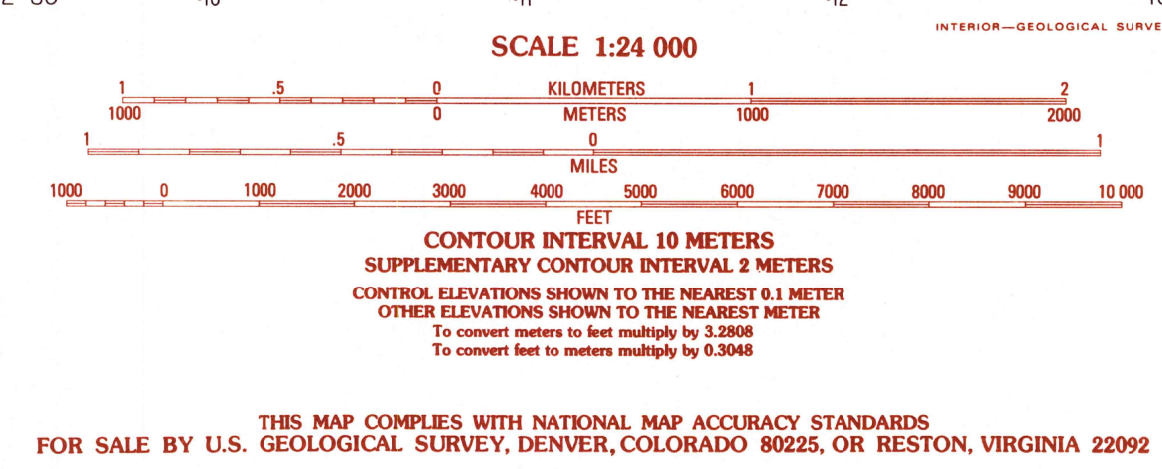 INTERIOR—GEOLOGICAL SURVE
SCALE 1:24 000
1 .5 0 KILOMETERS 1 2
1000 0 METERS 1000 2000
1 .5 0 1
MILES
1000 0 1000 2000 3000 4000 5000 6000 7000 8000 9000 10 000
FEET
CONTOUR INTERVAL 10 METERS
SUPPLEMENTARY CONTOUR INTERVAL 2 METERS
CONTROL ELEVATIONS SHOWN TO THE NEAREST 0.1 METER
OTHER ELEVATIONS SHOWN TO THE NEAREST METER
To convert meters to feet multiply by 3.2808
To convert feet to meters multiply by 0.3048
THIS MAP COMPLIES WITH NATIONAL MAP ACCURACY STANDARDS
FOR SALE BY U.S. GEOLOGICAL SURVEY, DENVER, COLORADO 80225, OR RESTON, VIRGINIA 22092